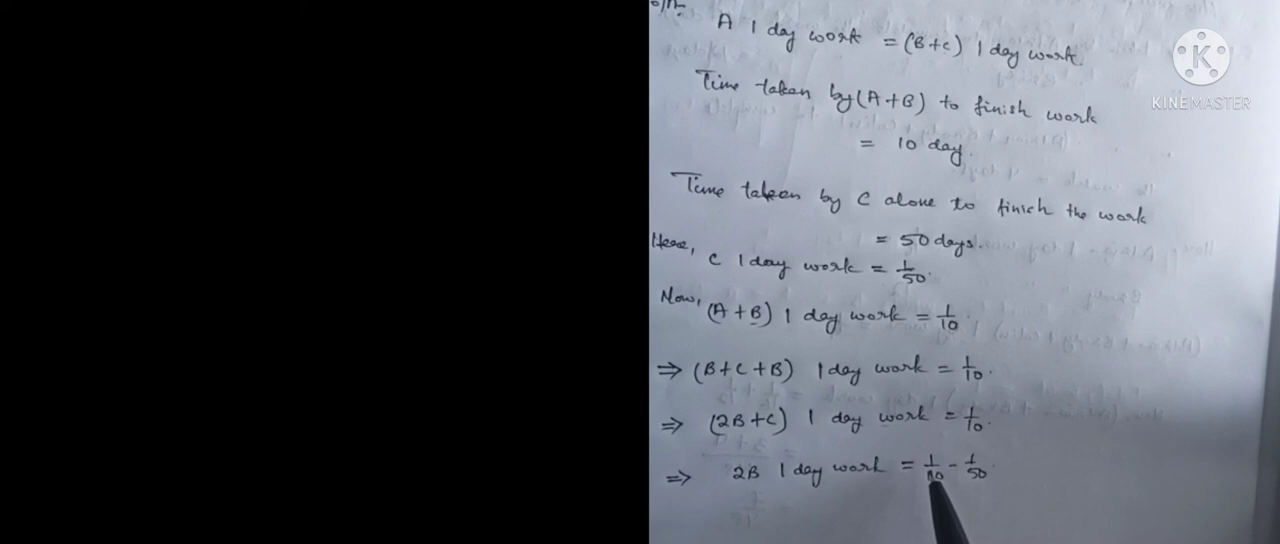 A 1 day work = (B+C) 1 day work.
KINEMASTER
Time taken by (A+B) to finish work
= 10 day.
Time taken by C alone to finish the work
= 50 days.
Here, C 1 day work = 1/50.
Now, (A+B) 1 day work = 1/10.
⇒ (B+C+B) 1 day work = 1/10.
⇒ (2B+C) 1 day work = 1/10.
⇒ 2B 1 day work = 1/10 - 1/50.